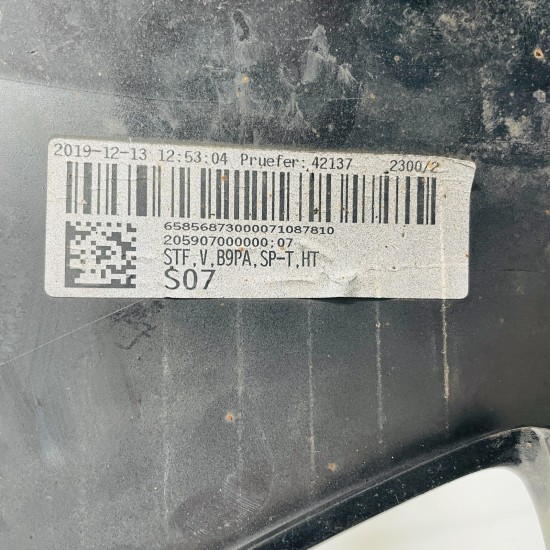 2019-12-13 12:53:04 Pruefer: 42137 2300/2
65856873000071087810
205907000000;07
STF,V,B9PA,SP-T,HT
S07